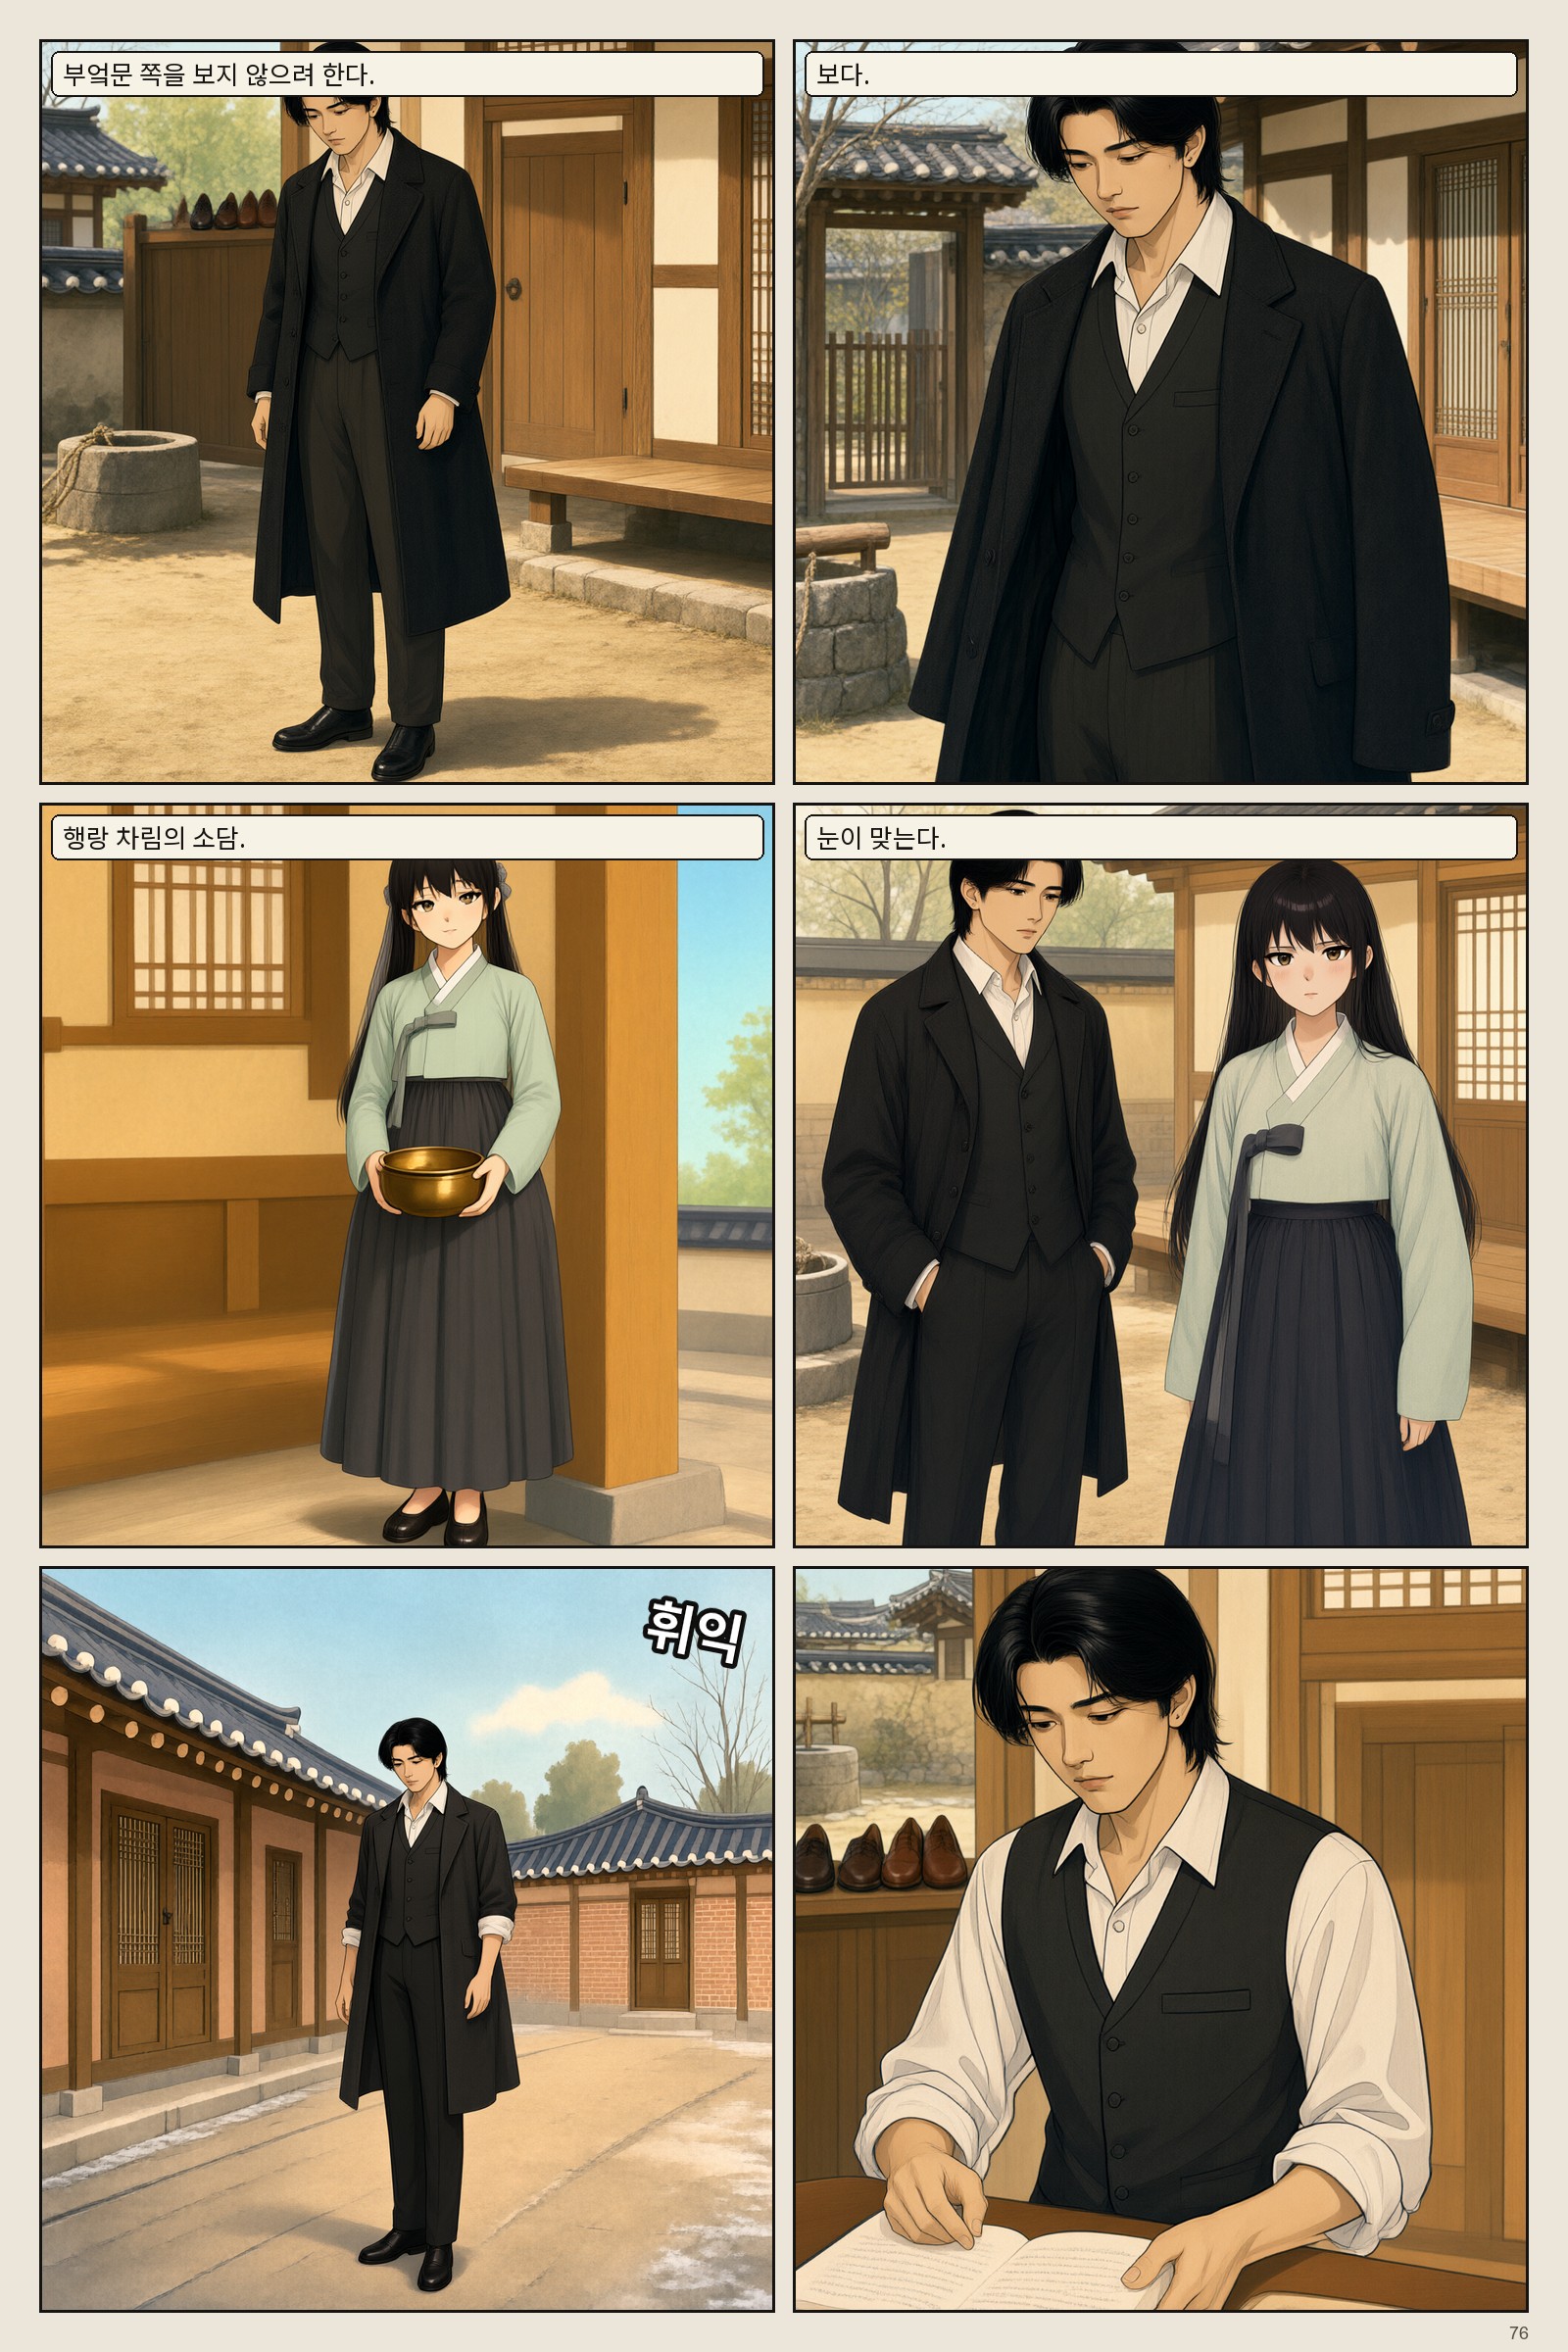 부엌문 쪽을 보지 않으려 한다.
보다.
행랑 차림의 소담.
눈이 맞는다.
휘익
76